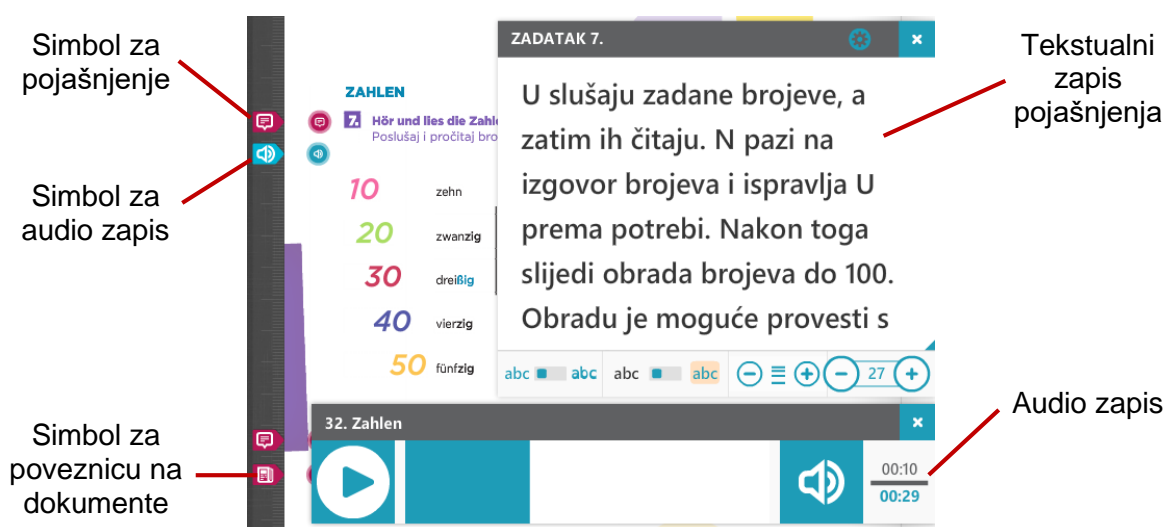 Simbol za
pojašnjenje
Simbol za
audio zapis
Simbol za
poveznicu na
dokumente
ZAHLEN
7. Hör und lies die Zahle
Poslušaj i pročitaj bro
10 zehn
20 zwanzig
30 dreißig
40 vierzig
50 fünfzig
ZADATAK 7.
U slušaju zadane brojeve, a
zatim ih čitaju. N pazi na
izgovor brojeva i ispravlja U
prema potrebi. Nakon toga
slijedi obrada brojeva do 100.
Obradu je moguće provesti s
abc abc abc abc 27
32. Zahlen
00:10
00:29
Tekstualni
zapis
pojašnjenja
Audio zapis